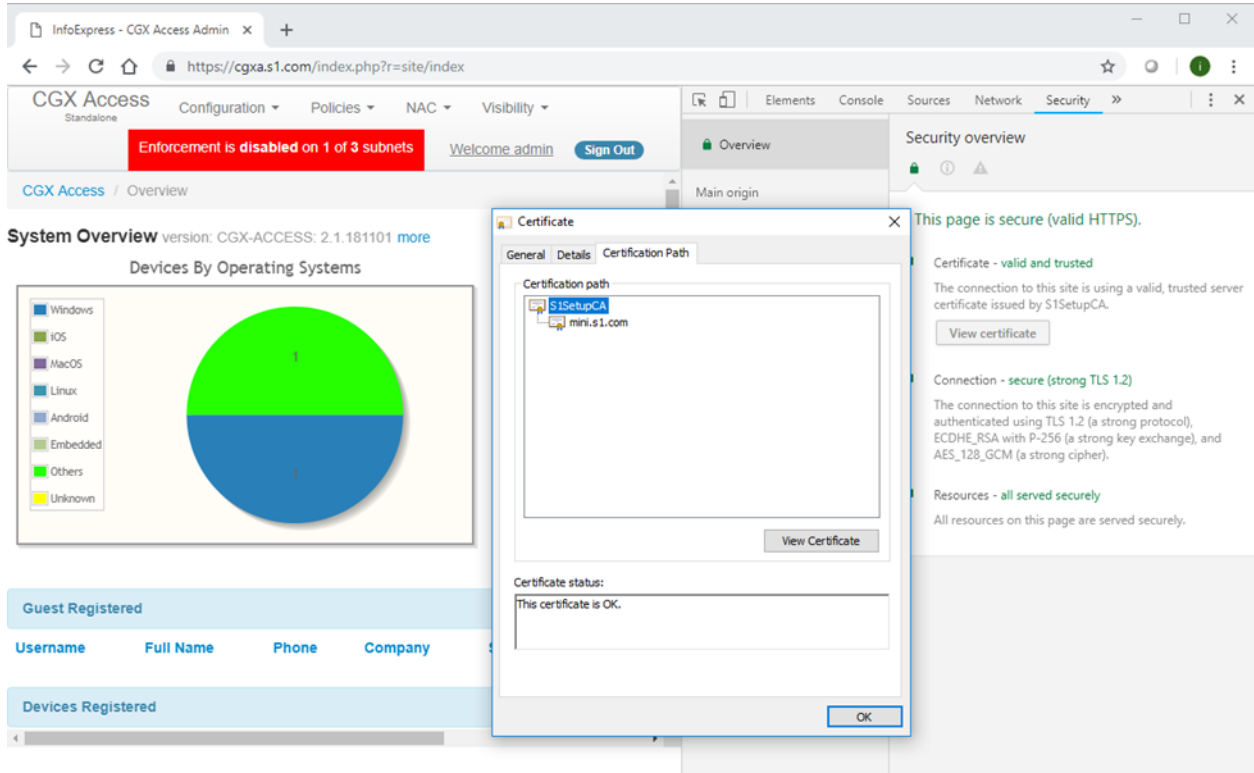 InfoExpress - CGX Access Admin
https://cgxa.s1.com/index.php?r=site/index
i
CGX Access
Standalone
Configuration
Policies
NAC
Visibility
Enforcement is disabled on 1 of 3 subnets
Welcome admin
Sign Out
CGX Access / Overview
System Overview version: CGX-ACCESS: 2.1.181101 more
Devices By Operating Systems
Windows
iOS
MacOS
Linux
Android
Embedded
Others
Unknown
1
1
Guest Registered
Username Full Name Phone Company
Devices Registered
Elements Console Sources Network Security »
Overview
Main origin
Security overview
This page is secure (valid HTTPS).
Certificate - valid and trusted
The connection to this site is using a valid, trusted server
certificate issued by S1SetupCA.
View certificate
Connection - secure (strong TLS 1.2)
The connection to this site is encrypted and
authenticated using TLS 1.2 (a strong protocol),
ECDHE_RSA with P-256 (a strong key exchange), and
AES_128_GCM (a strong cipher).
Resources - all served securely
All resources on this page are served securely.
Certificate
General Details Certification Path
Certification path
S1SetupCA
mini.s1.com
View Certificate
Certificate status:
This certificate is OK.
OK